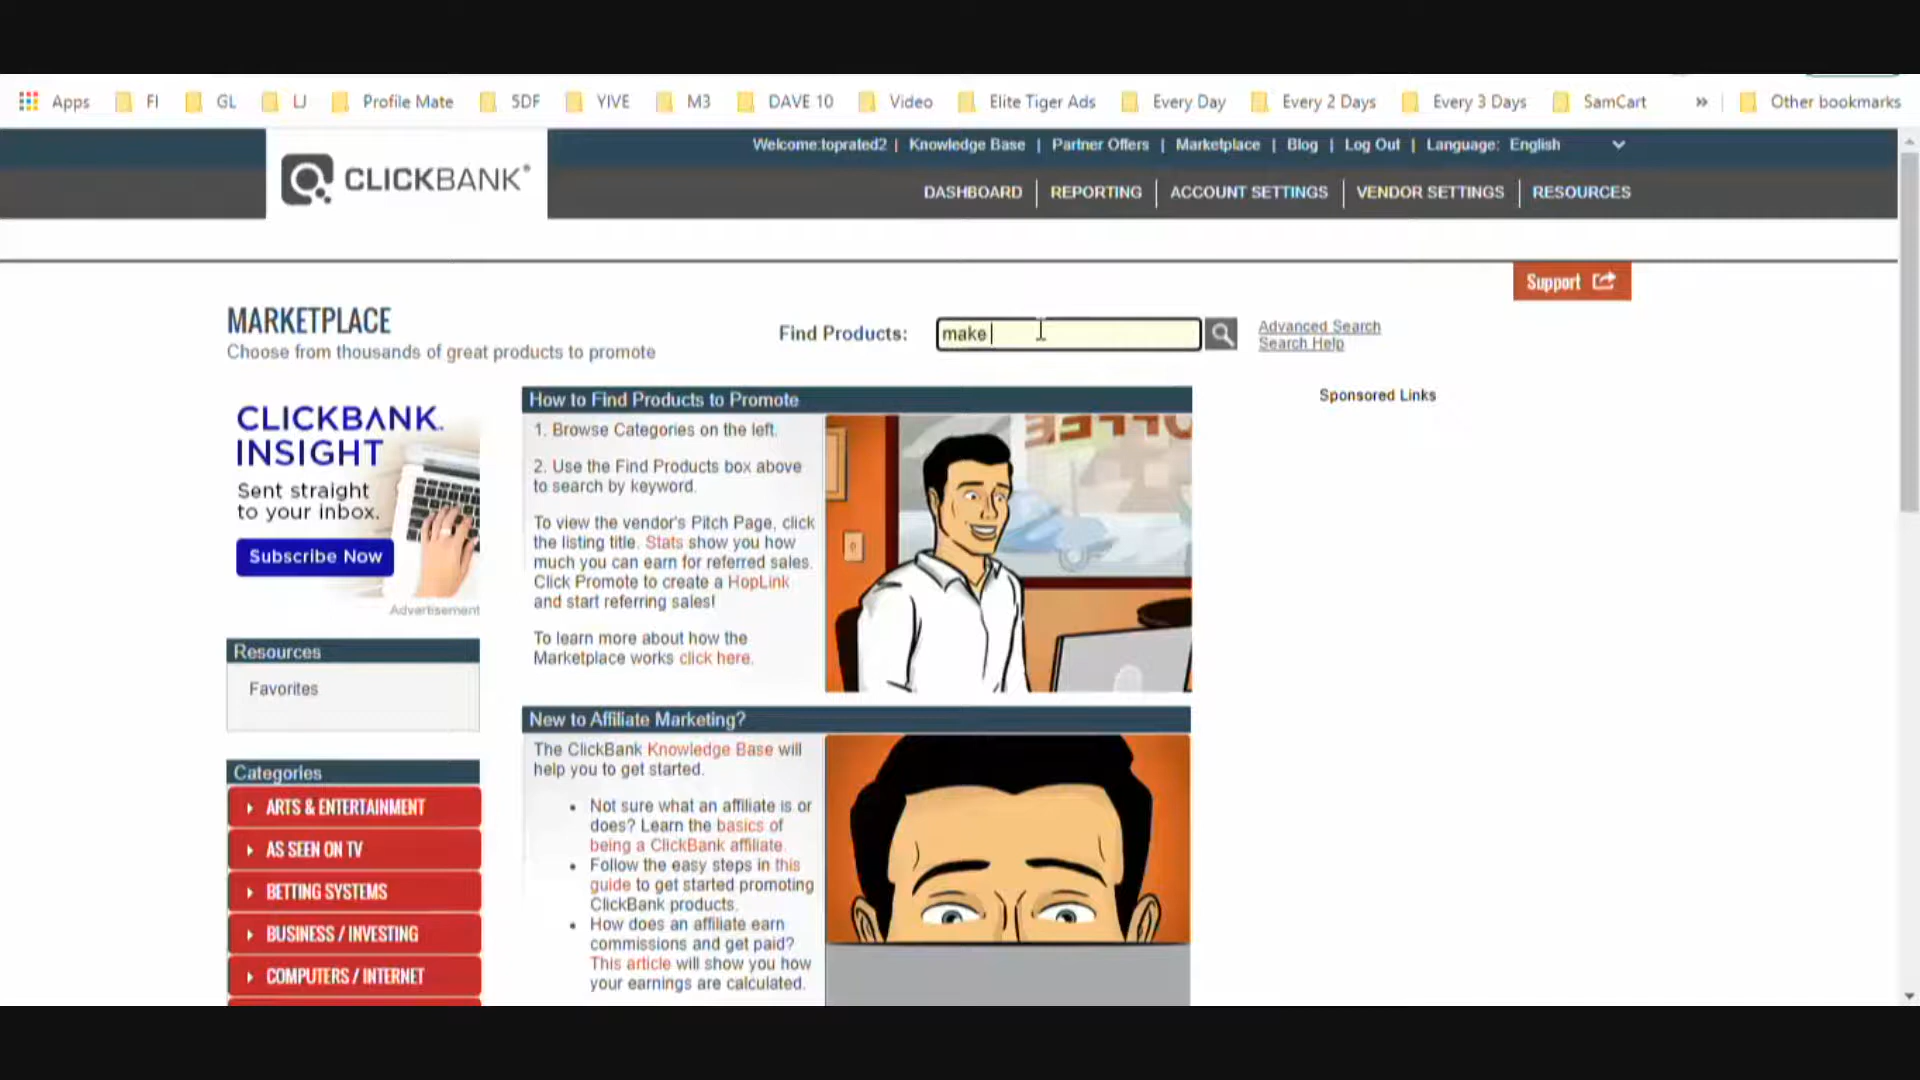 Apps FI GL LJ Profile Mate 5DF YIVE M3 DAVE 10 Video Elite Tiger Ads Every Day Every 2 Days Every 3 Days SamCart » Other bookmarks
Welcome:toprated2 | Knowledge Base | Partner Offers | Marketplace | Blog | Log Out | Language: English
CLICKBANK®
DASHBOARD | REPORTING | ACCOUNT SETTINGS | VENDOR SETTINGS | RESOURCES
Support
MARKETPLACE
Choose from thousands of great products to promote
Find Products: make
Advanced Search
Search Help
CLICKBANK.
INSIGHT
Sent straight
to your inbox.
Subscribe Now
Advertisement
Resources
Favorites
Categories
ARTS & ENTERTAINMENT
AS SEEN ON TV
BETTING SYSTEMS
BUSINESS / INVESTING
COMPUTERS / INTERNET
How to Find Products to Promote
1. Browse Categories on the left.
2. Use the Find Products box above
to search by keyword.
To view the vendor's Pitch Page, click
the listing title. Stats show you how
much you can earn for referred sales.
Click Promote to create a HopLink
and start referring sales!
To learn more about how the
Marketplace works click here.
New to Affiliate Marketing?
The ClickBank Knowledge Base will
help you to get started.
• Not sure what an affiliate is or
does? Learn the basics of
being a ClickBank affiliate.
• Follow the easy steps in this
guide to get started promoting
ClickBank products.
• How does an affiliate earn
commissions and get paid?
This article will show you how
your earnings are calculated.
Sponsored Links